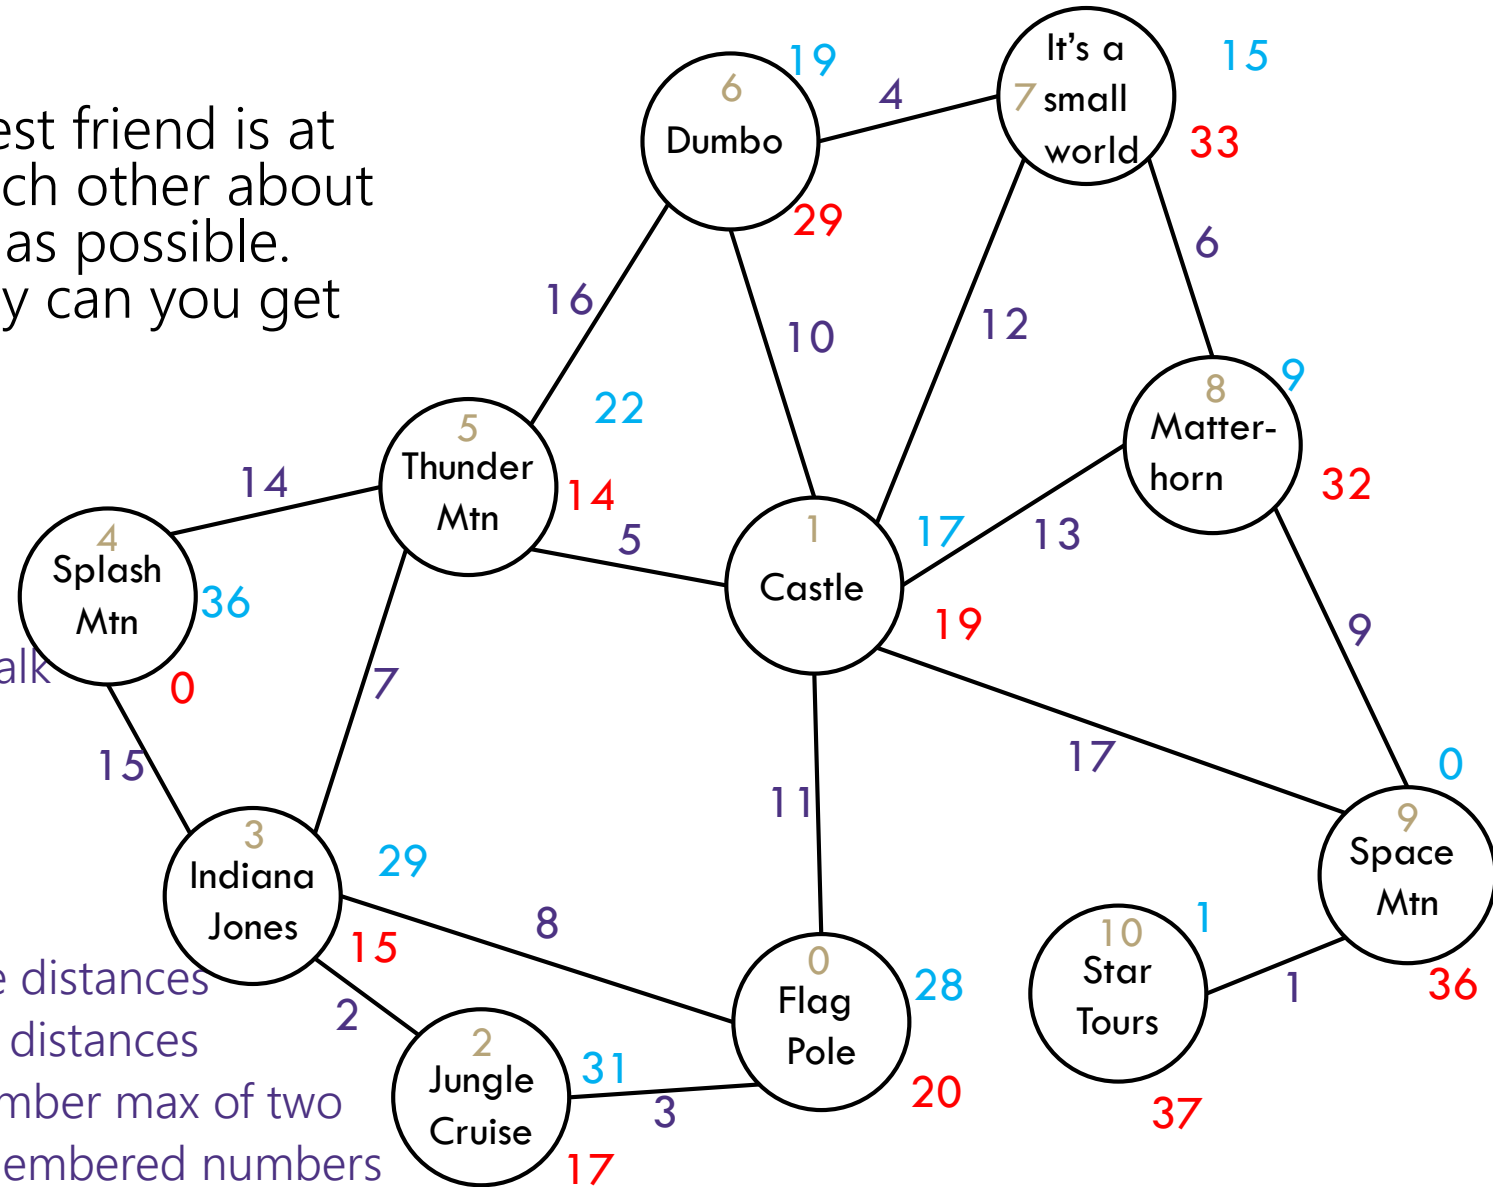 est friend is at
ch other about
as possible.
y can you get
19
6
Dumbo
29
4
It's a
7 small
world
15
33
6
16
10
12
22
5
Thunder
Mtn
14
14
5
4
Splash
Mtn
36
0
alk
15
7
1
Castle
17
19
13
8
Matter-
horn
9
32
9
17
11
0
9
Space
Mtn
36
3
Indiana
Jones
29
15
8
2
0
Flag
Pole
28
20
10
Star
Tours
1
37
1
2
Jungle
Cruise
31
17
3
e distances
distances
mber max of two
embered numbers